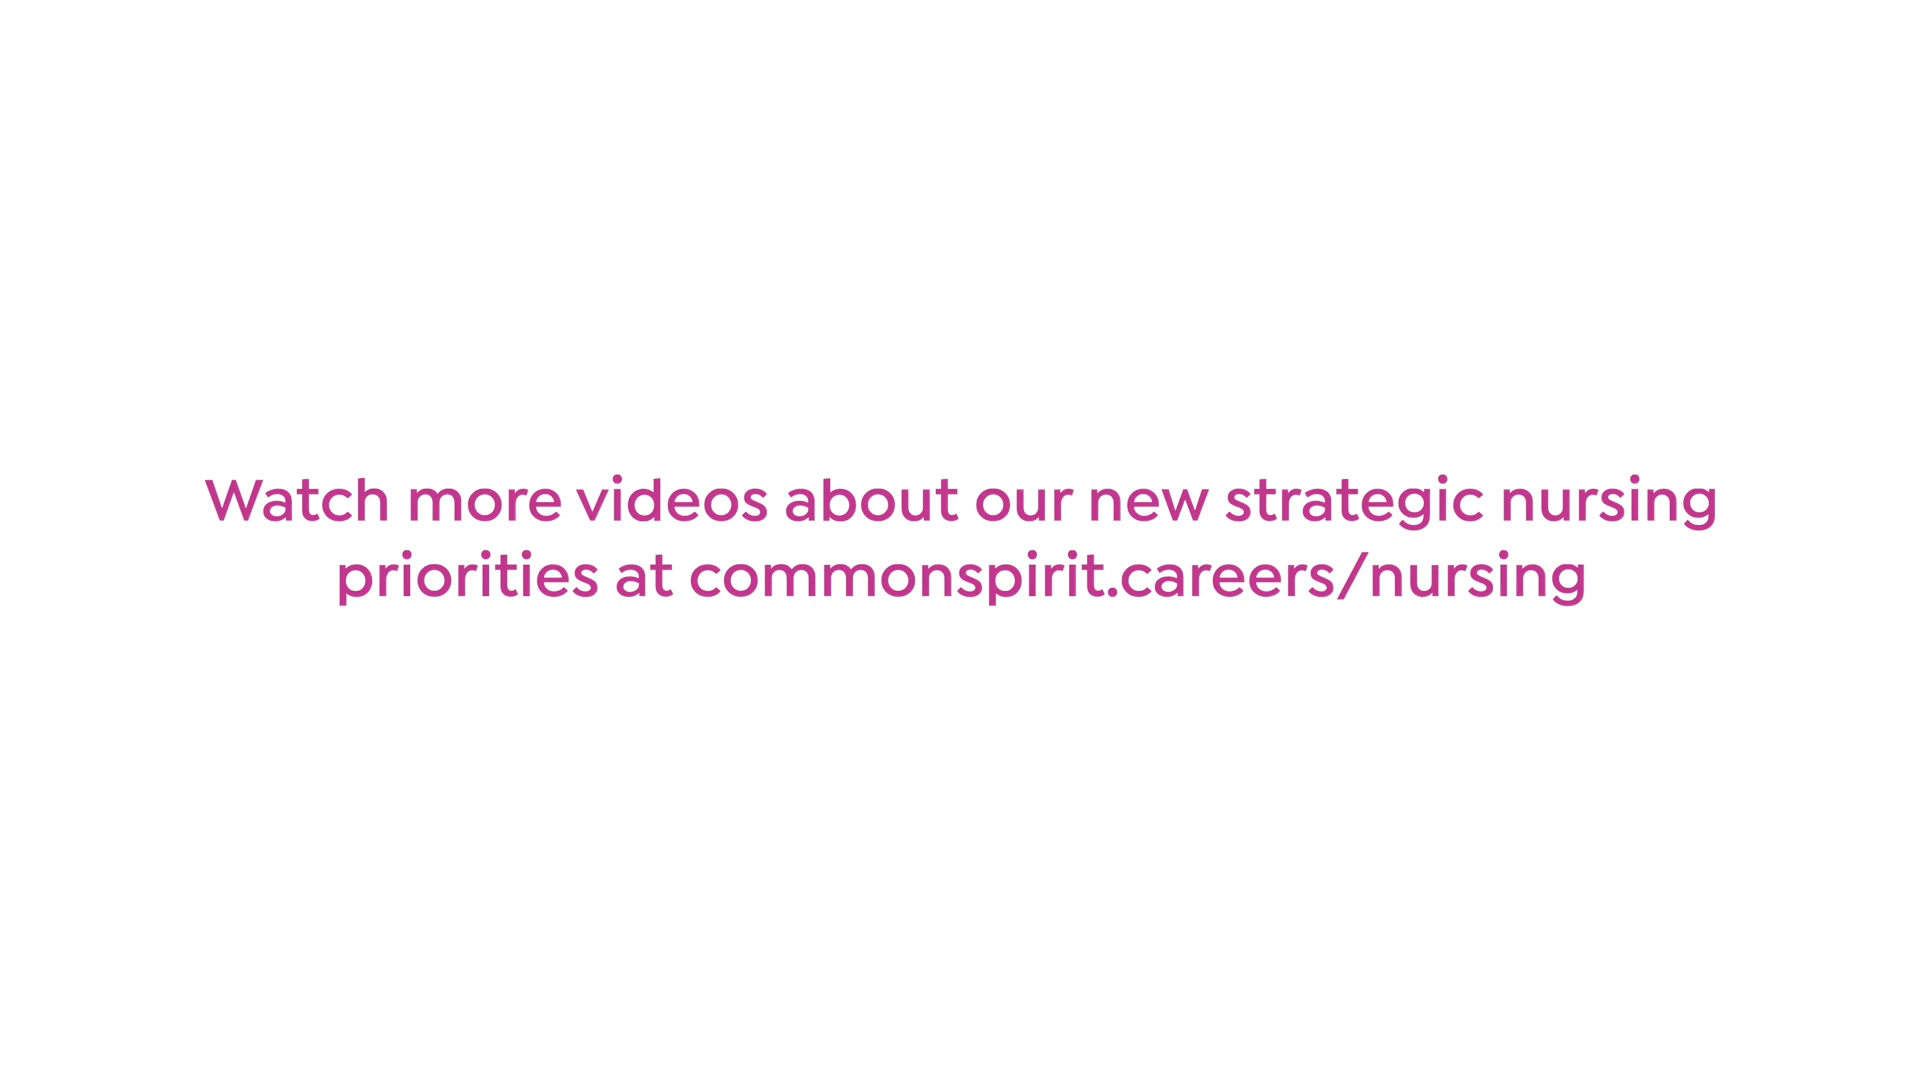 Watch more videos about our new strategic nursing
priorities at commonspirit.careers/nursing